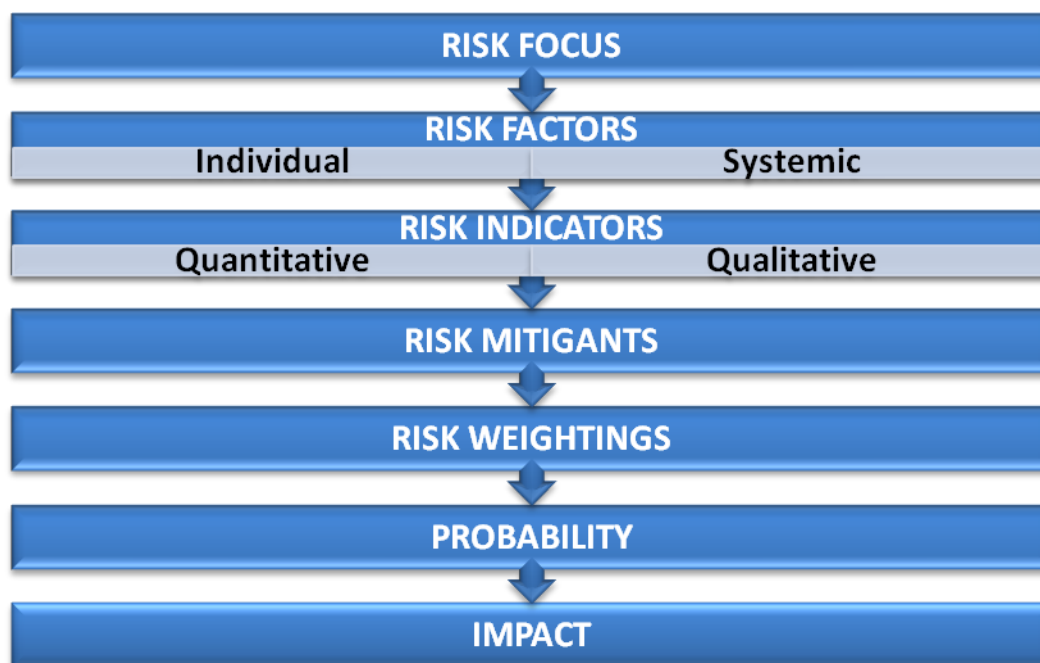 RISK FOCUS
RISK FACTORS
Individual Systemic
RISK INDICATORS
Quantitative Qualitative
RISK MITIGANTS
RISK WEIGHTINGS
PROBABILITY
IMPACT